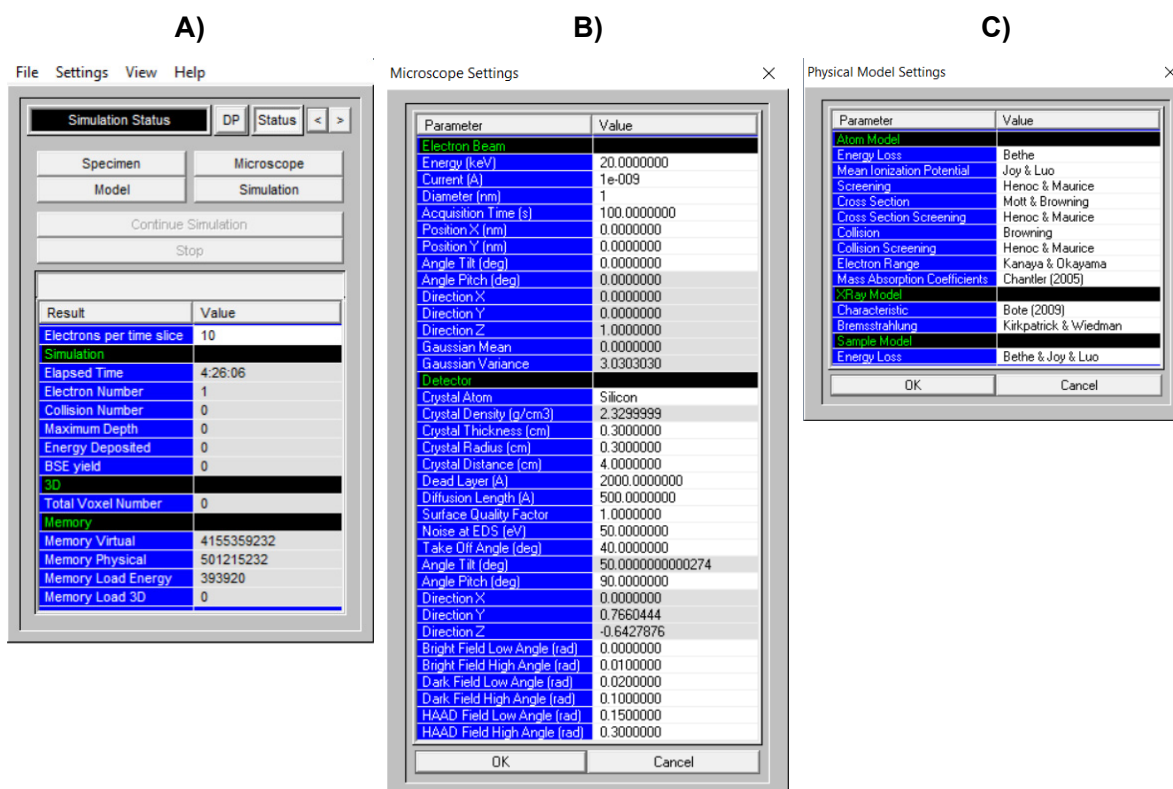 A)
File Settings View Help
Simulation Status DP Status < >
Specimen Microscope
Model Simulation
Continue Simulation
Stop
Result Value
Electrons per time slice 10
Simulation
Elapsed Time 4:26:06
Electron Number 1
Collision Number 0
Maximum Depth 0
Energy Deposited 0
BSE yield 0
3D
Total Voxel Number 0
Memory
Memory Virtual 4155359232
Memory Physical 501215232
Memory Load Energy 393920
Memory Load 3D 0
B)
Microscope Settings
Parameter Value
Electron Beam
Energy (keV) 20.0000000
Current (A) 1e-009
Diameter (nm) 1
Acquisition Time (s) 100.0000000
Position X (nm) 0.0000000
Position Y (nm) 0.0000000
Angle Tilt (deg) 0.0000000
Angle Pitch (deg) 0.0000000
Direction X 0.0000000
Direction Y 0.0000000
Direction Z 1.0000000
Gaussian Mean 0.0000000
Gaussian Variance 3.0303030
Detector
Crystal Atom Silicon
Crystal Density (g/cm3) 2.3299999
Crystal Thickness (cm) 0.3000000
Crystal Radius (cm) 0.3000000
Crystal Distance (cm) 4.0000000
Dead Layer (A) 2000.0000000
Diffusion Length (A) 500.0000000
Surface Quality Factor 1.0000000
Noise at EDS (eV) 50.0000000
Take Off Angle (deg) 40.0000000
Angle Tilt (deg) 50.0000000000274
Angle Pitch (deg) 90.0000000
Direction X 0.0000000
Direction Y 0.7660444
Direction Z -0.6427876
Bright Field Low Angle (rad) 0.0000000
Bright Field High Angle (rad) 0.0100000
Dark Field Low Angle (rad) 0.0200000
Dark Field High Angle (rad) 0.1000000
HAAD Field Low Angle (rad) 0.1500000
HAAD Field High Angle (rad) 0.3000000
OK Cancel
C)
Physical Model Settings
Parameter Value
Atom Model
Energy Loss Bethe
Mean Ionization Potential Joy & Luo
Screening Henoc & Maurice
Cross Section Mott & Browning
Cross Section Screening Henoc & Maurice
Collision Browning
Collision Screening Henoc & Maurice
Electron Range Kanaya & Okayama
Mass Absorption Coefficients Chantler (2005)
XRay Model
Characteristic Bote (2009)
Bremsstrahlung Kirkpatrick & Wiedman
Sample Model
Energy Loss Bethe & Joy & Luo
OK Cancel